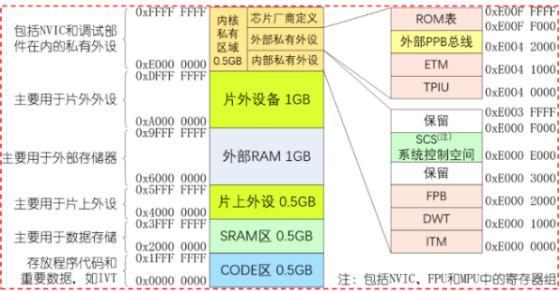 0xFFFF FFFF
包括NVIC和调试部
件在内的私有外设
0xE000 0000
0xDFFF FFFF
主要用于片外外设
0xA000 0000
0x9FFF FFFF
主要用于外部存储器
0x6000 0000
0x5FFF FFFF
主要用于片上外设
0x4000 0000
0x3FFF FFFF
主要用于数据存储
0x2000 0000
0x1FFF FFFF
存放程序代码和
重要数据，如IVT
0x0000 0000
内核
私有
区域
0.5GB
芯片厂商定义
外部私有外设
内部私有外设
片外设备 1GB
外部RAM 1GB
片上外设 0.5GB
SRAM区 0.5GB
CODE区 0.5GB
ROM表
外部PPB总线
ETM
TPIU
0xE00F FFFF
0xE00F F000
0xE004 2000
0xE004 1000
0xE004 0000
保留
SCS(注)
系统控制空间
保留
FPB
DWT
ITM
0xE003 FFFF
0xE000 F000
0xE000 E000
0xE000 3000
0xE000 2000
0xE000 1000
0xE000 0000
注：包括NVIC、FPU和MPU中的寄存器组